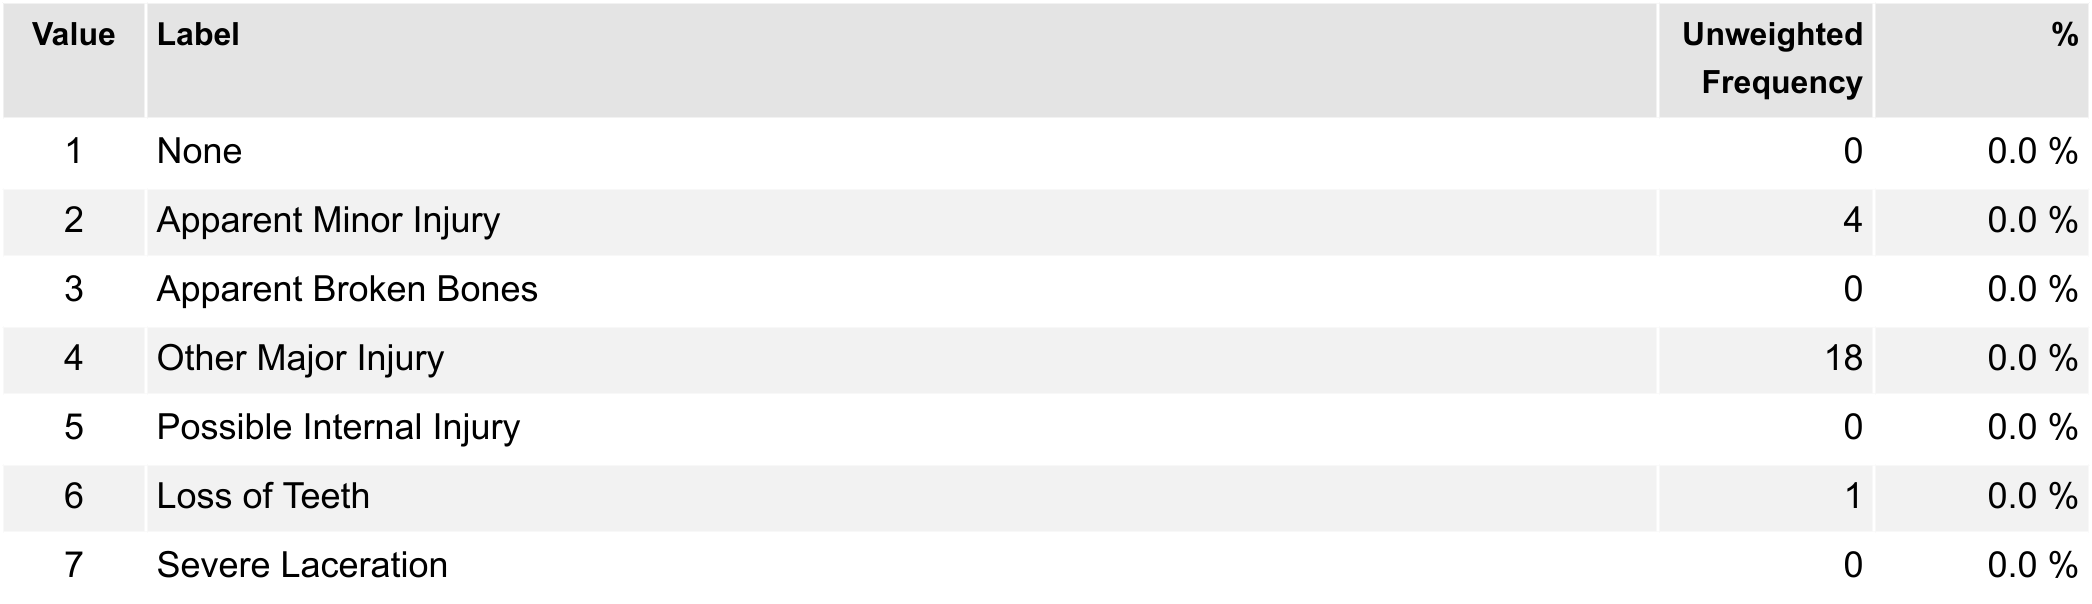 Value Label Unweighted Frequency %
1 None 0 0.0 %
2 Apparent Minor Injury 4 0.0 %
3 Apparent Broken Bones 0 0.0 %
4 Other Major Injury 18 0.0 %
5 Possible Internal Injury 0 0.0 %
6 Loss of Teeth 1 0.0 %
7 Severe Laceration 0 0.0 %